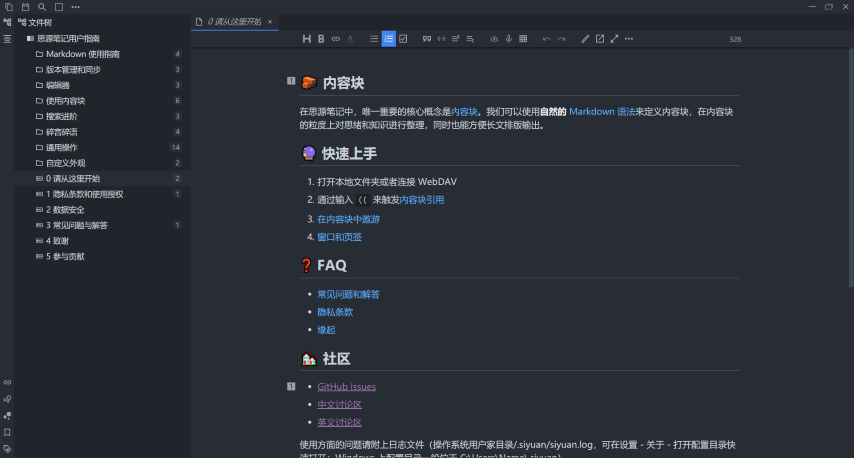 文件树
0 请从这里开始
思源笔记用户指南
Markdown 使用指南 4
版本管理和同步 3
编辑器 3
使用内容块 6
搜索进阶 3
碎言碎语 4
通用操作 14
自定义外观 2
0 请从这里开始 2
1 隐私条款和使用授权 1
2 数据安全
3 常见问题与解答 1
4 致谢
5 参与贡献
328
1 内容块
在思源笔记中，唯一重要的核心概念是内容块。我们可以使用自然的 Markdown 语法来定义内容块，在内容块
的粒度上对思绪和知识进行整理，同时也能方便长文排版输出。
快速上手
1. 打开本地文件夹或者连接 WebDAV
2. 通过输入 (( 来触发内容块引用
3. 在内容块中遨游
4. 窗口和页签
FAQ
常见问题和解答
隐私条款
缘起
社区
1 GitHub Issues
中文讨论区
英文讨论区
使用方面的问题请附上日志文件（操作系统用户家目录/.siyuan/siyuan.log，可在设置 - 关于 - 打开配置目录快
速打开；Windows 上配置目录一般位于 C:\Users\Name\.siyuan）